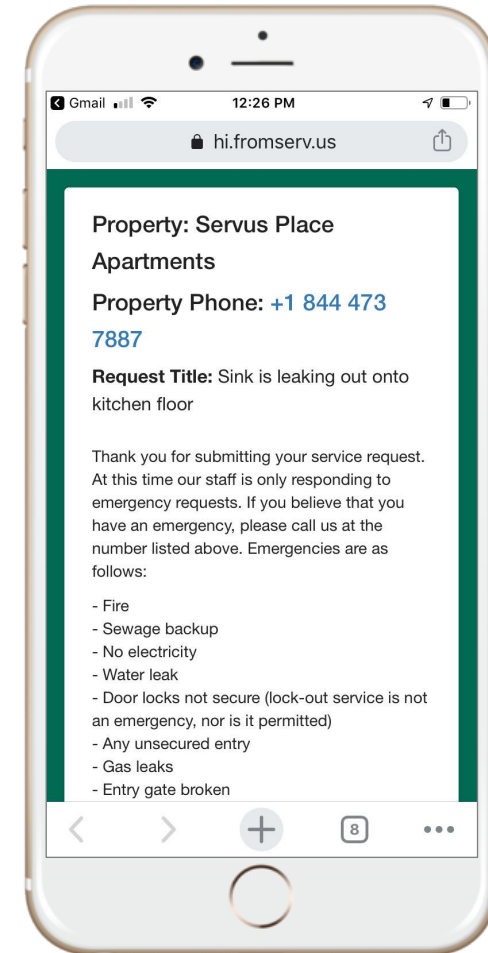 Gmail
12:26 PM
hi.fromserv.us
Property: Servus Place
Apartments
Property Phone: +1 844 473
7887
Request Title: Sink is leaking out onto
kitchen floor
Thank you for submitting your service request.
At this time our staff is only responding to
emergency requests. If you believe that you
have an emergency, please call us at the
number listed above. Emergencies are as
follows:
- Fire
- Sewage backup
- No electricity
- Water leak
- Door locks not secure (lock-out service is not
an emergency, nor is it permitted)
- Any unsecured entry
- Gas leaks
- Entry gate broken
8